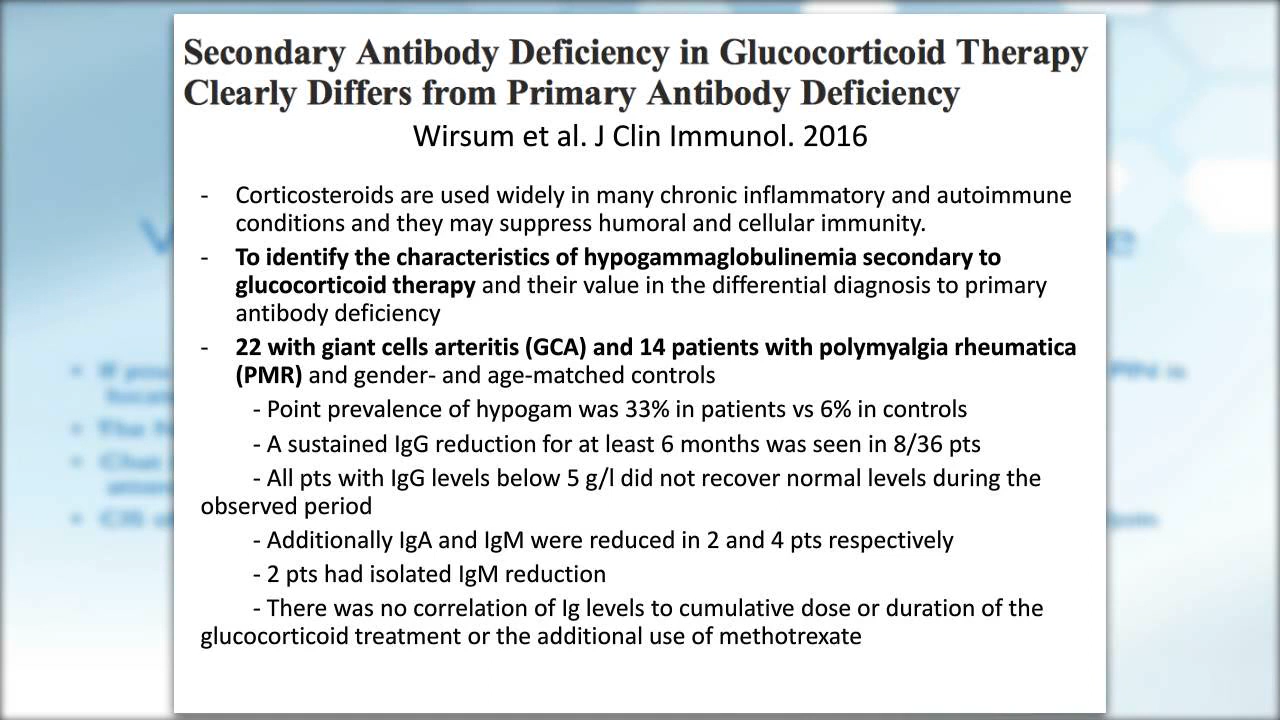 Secondary Antibody Deficiency in Glucocorticoid Therapy
Clearly Differs from Primary Antibody Deficiency
Wirsum et al. J Clin Immunol. 2016
- Corticosteroids are used widely in many chronic inflammatory and autoimmune
conditions and they may suppress humoral and cellular immunity.
- To identify the characteristics of hypogammaglobulinemia secondary to
glucocorticoid therapy and their value in the differential diagnosis to primary
antibody deficiency
- 22 with giant cells arteritis (GCA) and 14 patients with polymyalgia rheumatica
(PMR) and gender- and age-matched controls
- Point prevalence of hypogam was 33% in patients vs 6% in controls
- A sustained IgG reduction for at least 6 months was seen in 8/36 pts
- All pts with IgG levels below 5 g/l did not recover normal levels during the
observed period
- Additionally IgA and IgM were reduced in 2 and 4 pts respectively
- 2 pts had isolated IgM reduction
- There was no correlation of Ig levels to cumulative dose or duration of the
glucocorticoid treatment or the additional use of methotrexate